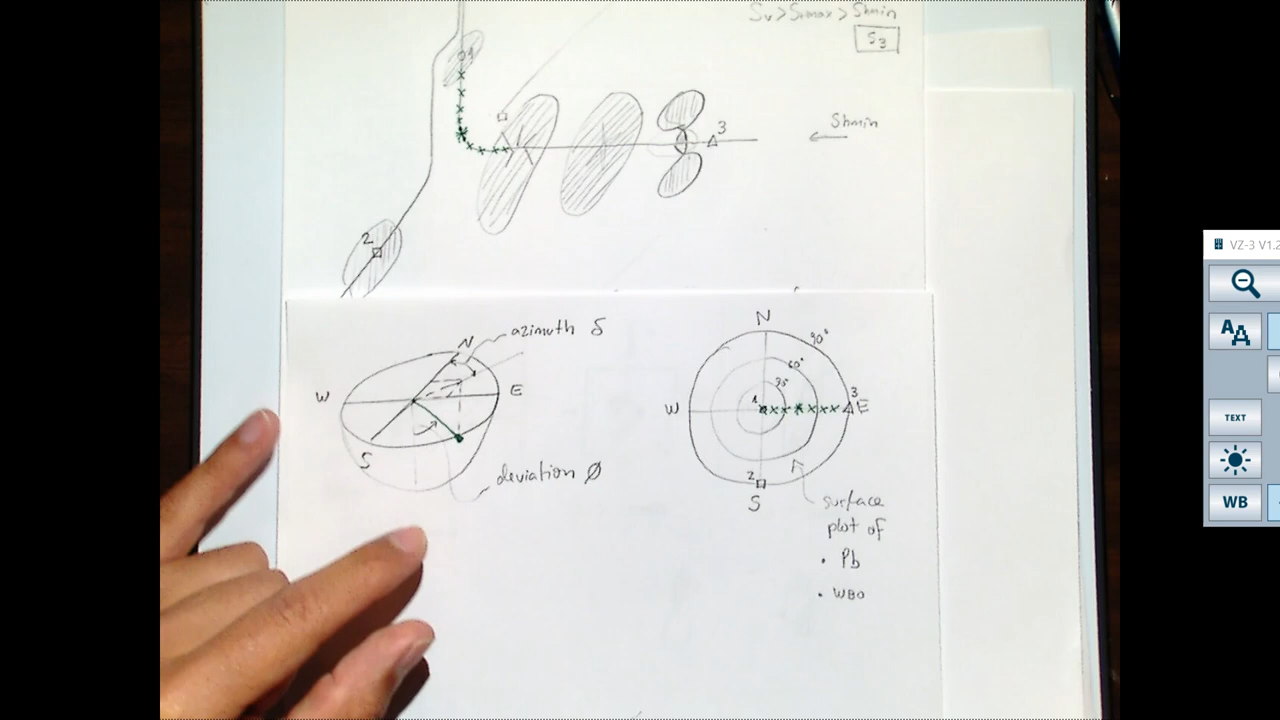 Sv > SHmax > Shmin
S3
1
3
Shmin
2
azimuth δ
N
W
E
S
deviation ϕ
N
90°
60°
W
1
3
E
2
S
surface
plot of
• Pb
• WBO
VZ-3 V1.2
AA
TEXT
WB